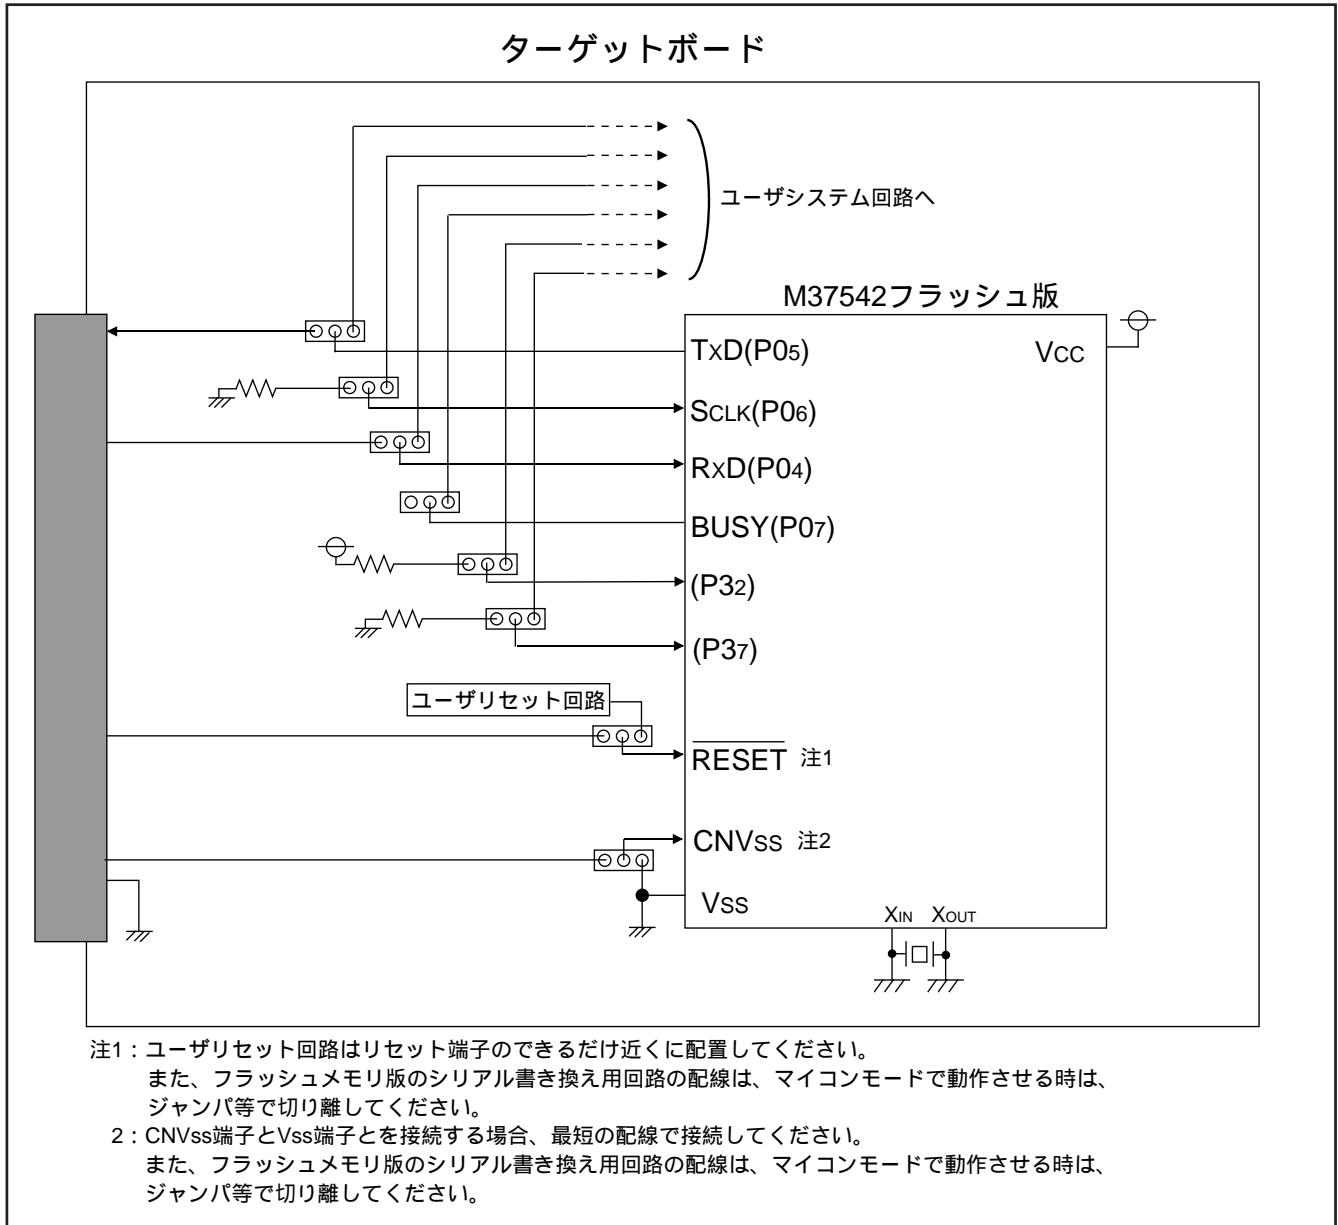 ターゲットボード
ユーザシステム回路へ
M37542フラッシュ版
TxD(P05)
VCC
SCLK(P06)
RxD(P04)
BUSY(P07)
(P32)
(P37)
ユーザリセット回路
RESET 注1
CNVss 注2
Vss
XIN XOUT
注1：ユーザリセット回路はリセット端子のできるだけ近くに配置してください。
また、フラッシュメモリ版のシリアル書き換え用回路の配線は、マイコンモードで動作させる時は、
ジャンパ等で切り離してください。
2：CNVss端子とVss端子とを接続する場合、最短の配線で接続してください。
また、フラッシュメモリ版のシリアル書き換え用回路の配線は、マイコンモードで動作させる時は、
ジャンパ等で切り離してください。